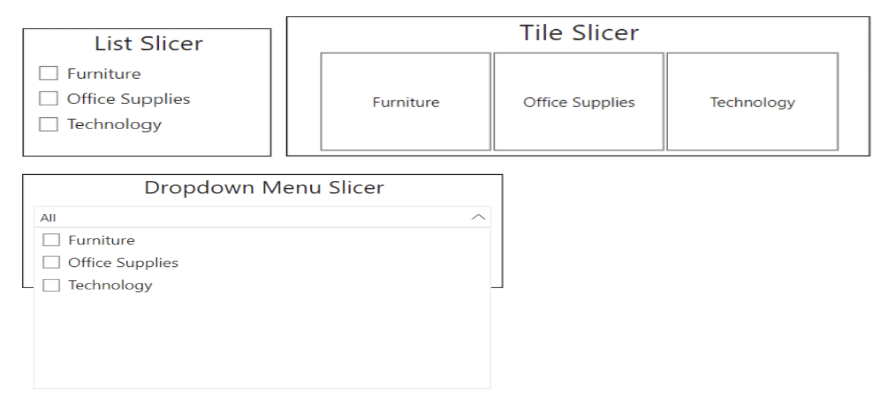 List Slicer
Furniture
Office Supplies
Technology
Tile Slicer
Furniture
Office Supplies
Technology
Dropdown Menu Slicer
All
Furniture
Office Supplies
Technology